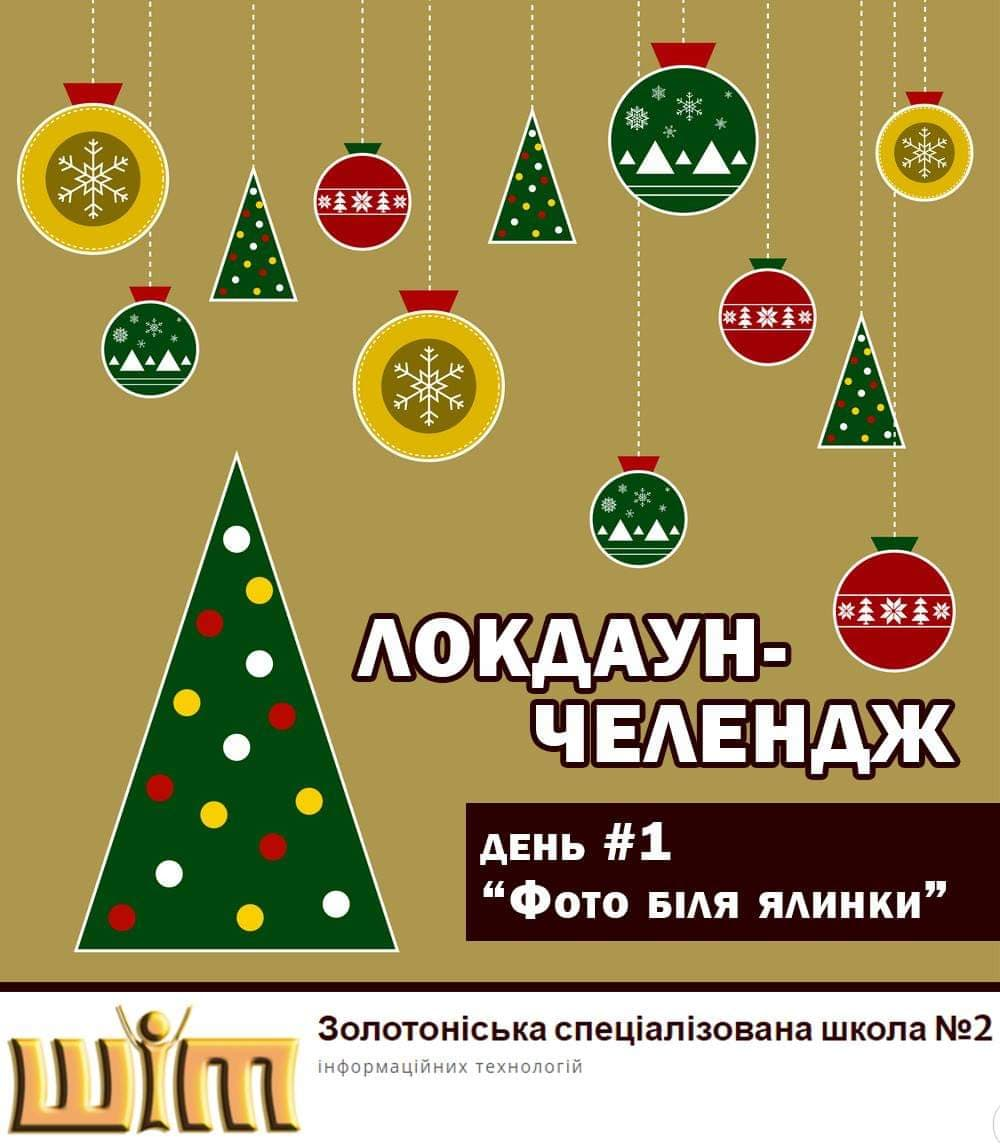 ЛОКДАУН-
ЧЕЛЕНДЖ
ДЕНЬ #1
“ФОТО БІЛЯ ЯЛИНКИ”
шіт
Золотоніська спеціалізована школа №2
інформаційних технологій